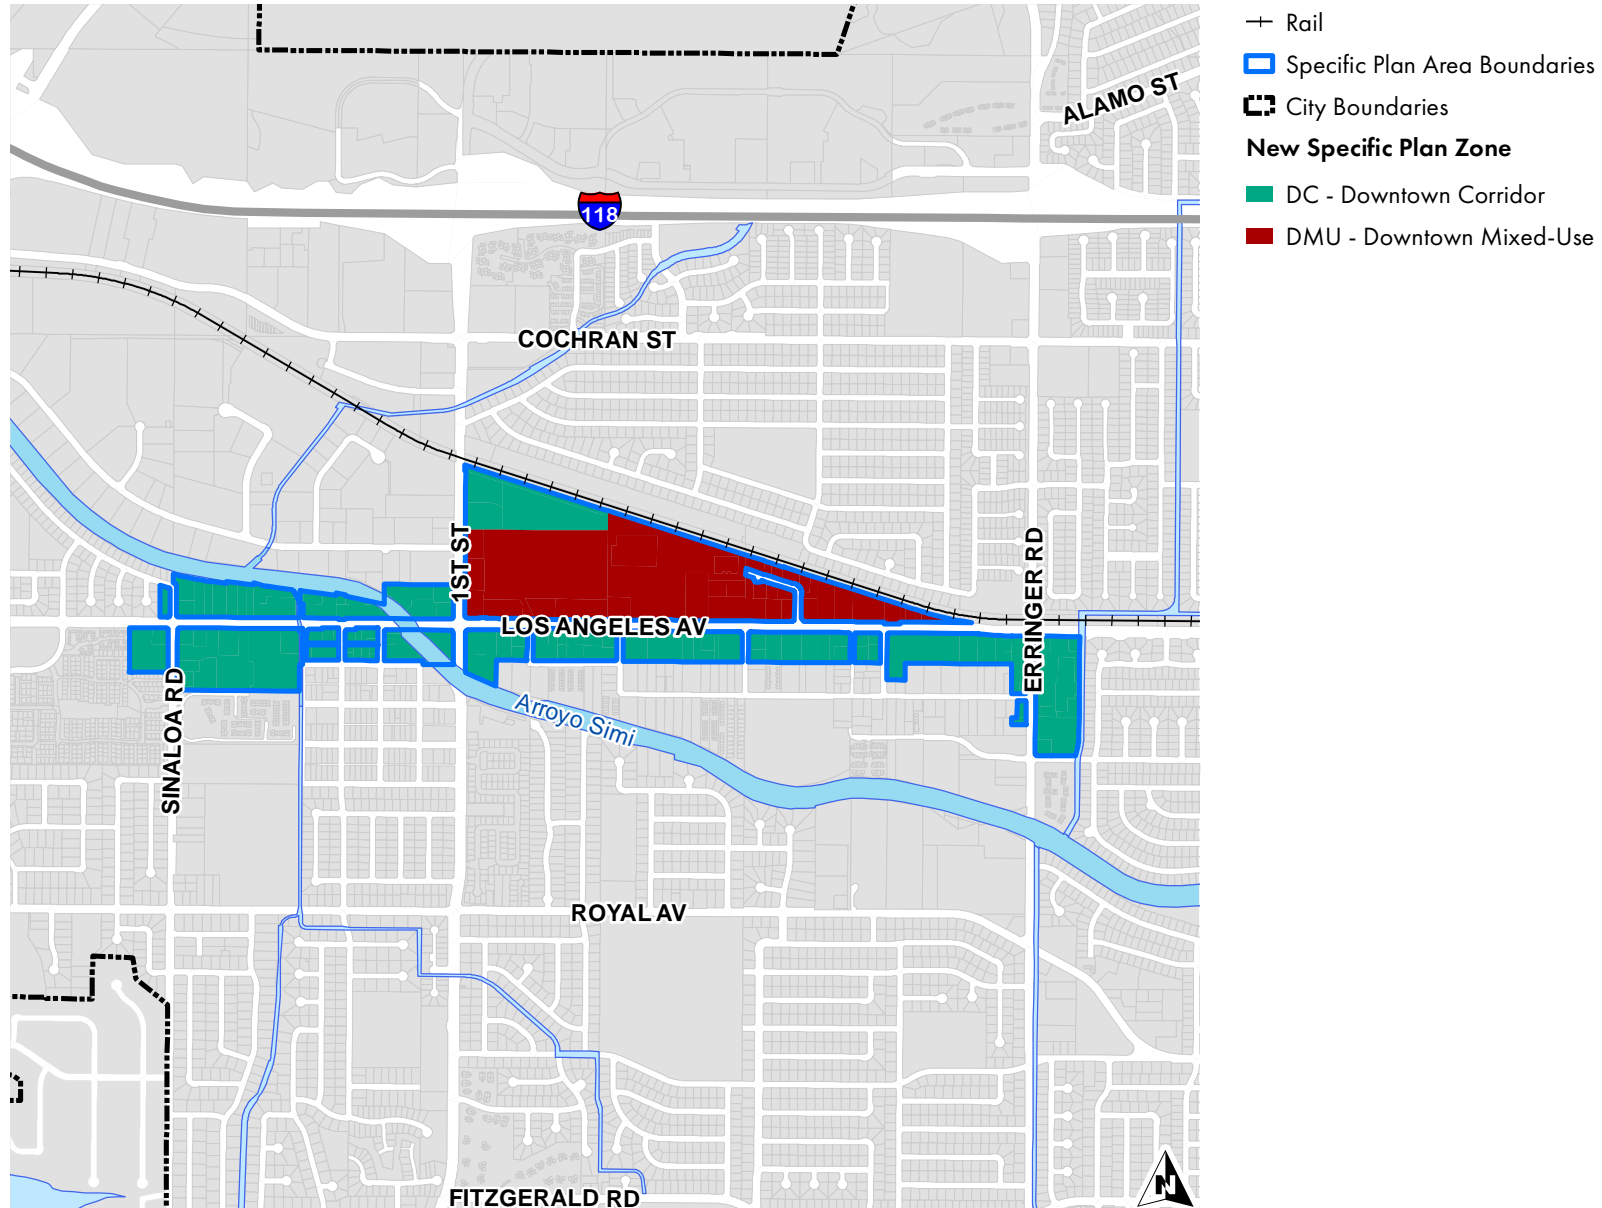 Rail
Specific Plan Area Boundaries
City Boundaries
New Specific Plan Zone
DC - Downtown Corridor
DMU - Downtown Mixed-Use
ALAMO ST
118
COCHRAN ST
1ST ST
ERRINGER RD
LOS ANGELES AV
SINALOA RD
Arroyo Simi
ROYAL AV
FITZGERALD RD
N